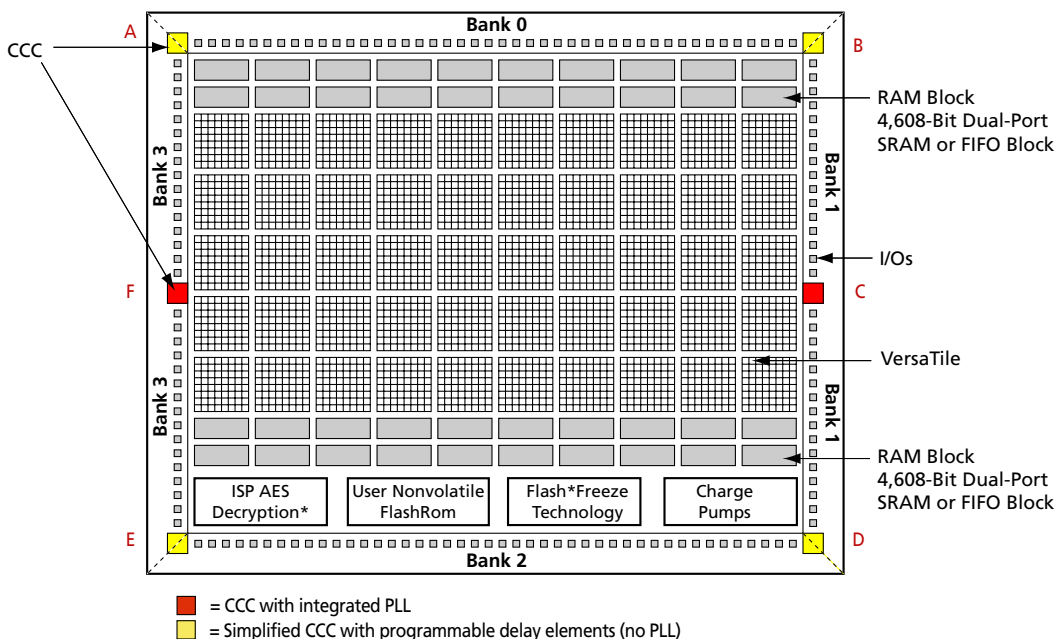 Bank 0
A
B
CCC
RAM Block
4,608-Bit Dual-Port
SRAM or FIFO Block
Bank 3
Bank 1
I/Os
F
C
VersaTile
Bank 3
Bank 1
RAM Block
4,608-Bit Dual-Port
SRAM or FIFO Block
ISP AES
Decryption*
User Nonvolatile
FlashRom
Flash*Freeze
Technology
Charge
Pumps
E
D
Bank 2
= CCC with integrated PLL
= Simplified CCC with programmable delay elements (no PLL)